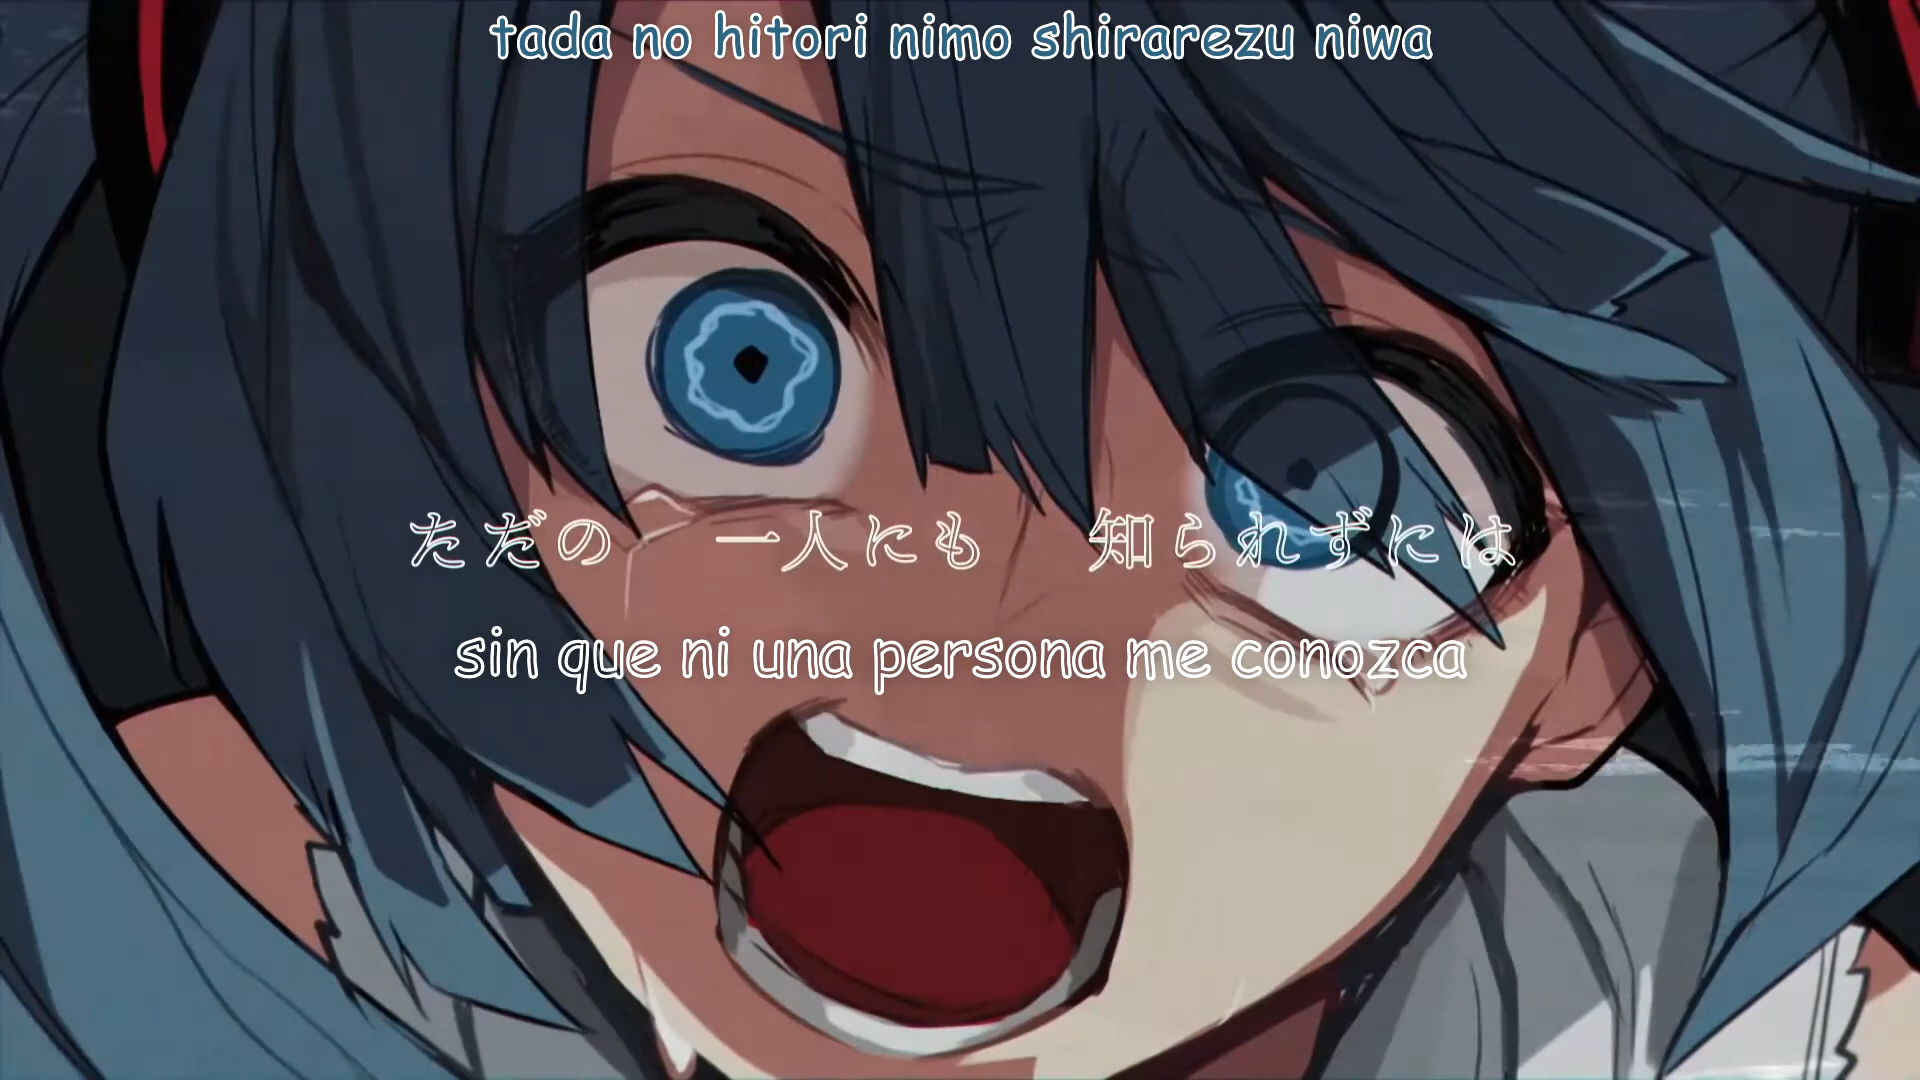 tada no hitori nimo shirarezu niwa
ただの 一人にも 知られずには
sin que ni una persona me conozca